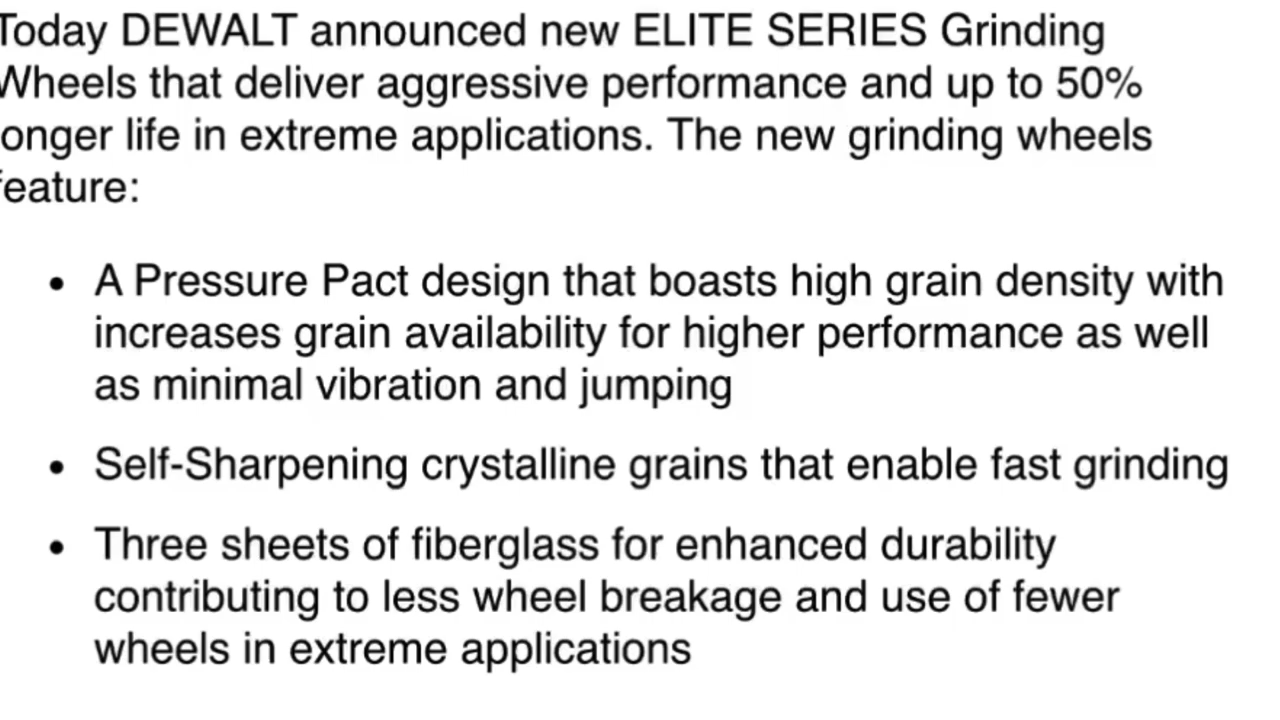 Today DEWALT announced new ELITE SERIES Grinding
Wheels that deliver aggressive performance and up to 50%
longer life in extreme applications. The new grinding wheels
feature:
• A Pressure Pact design that boasts high grain density with
increases grain availability for higher performance as well
as minimal vibration and jumping
• Self-Sharpening crystalline grains that enable fast grinding
• Three sheets of fiberglass for enhanced durability
contributing to less wheel breakage and use of fewer
wheels in extreme applications